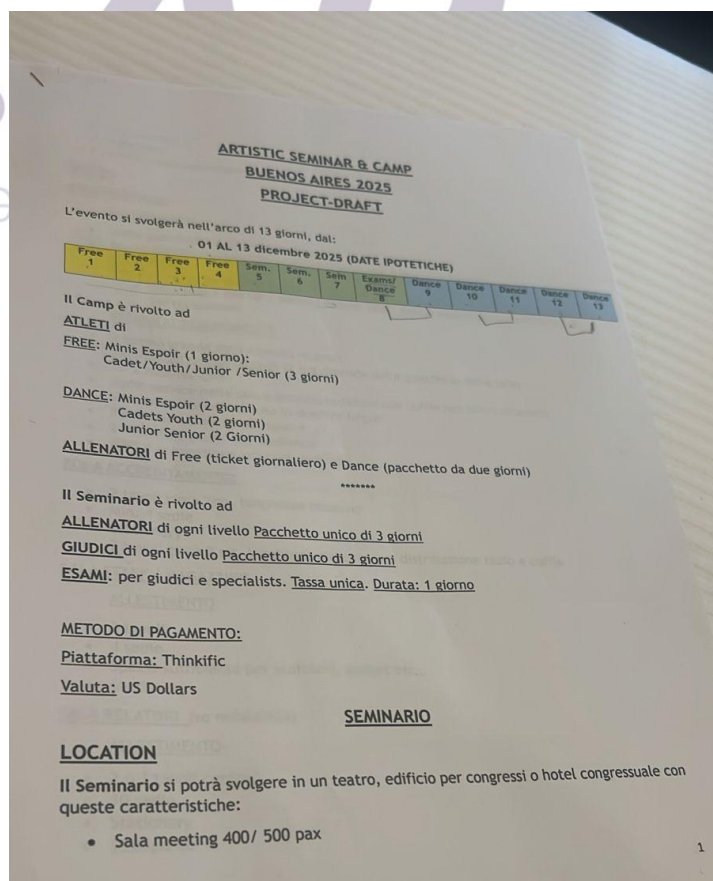 ARTISTIC SEMINAR & CAMP
BUENOS AIRES 2025
PROJECT-DRAFT
L'evento si svolgerà nell'arco di 13 giorni, dal:
01 AL 13 dicembre 2025 (DATE IPOTETICHE)
Free Free Free Free Sem. Sem. Sem Exams/ Dance Dance Dance Dance Dance
1 2 3 4 5 6 7 Dance 9 10 11 12 13
8
Il Camp è rivolto ad
ATLETI di
FREE: Minis Espoir (1 giorno):
Cadet/Youth/Junior /Senior (3 giorni)
DANCE: Minis Espoir (2 giorni)
Cadets Youth (2 giorni)
Junior Senior (2 Giorni)
ALLENATORI di Free (ticket giornaliero) e Dance (pacchetto da due giorni)
*******
Il Seminario è rivolto ad
ALLENATORI di ogni livello Pacchetto unico di 3 giorni
GIUDICI di ogni livello Pacchetto unico di 3 giorni
ESAMI: per giudici e specialists. Tassa unica. Durata: 1 giorno
METODO DI PAGAMENTO:
Piattaforma: Thinkific
Valuta: US Dollars
SEMINARIO
LOCATION
Il Seminario si potrà svolgere in un teatro, edificio per congressi o hotel congressuale con
queste caratteristiche:
• Sala meeting 400/ 500 pax
1